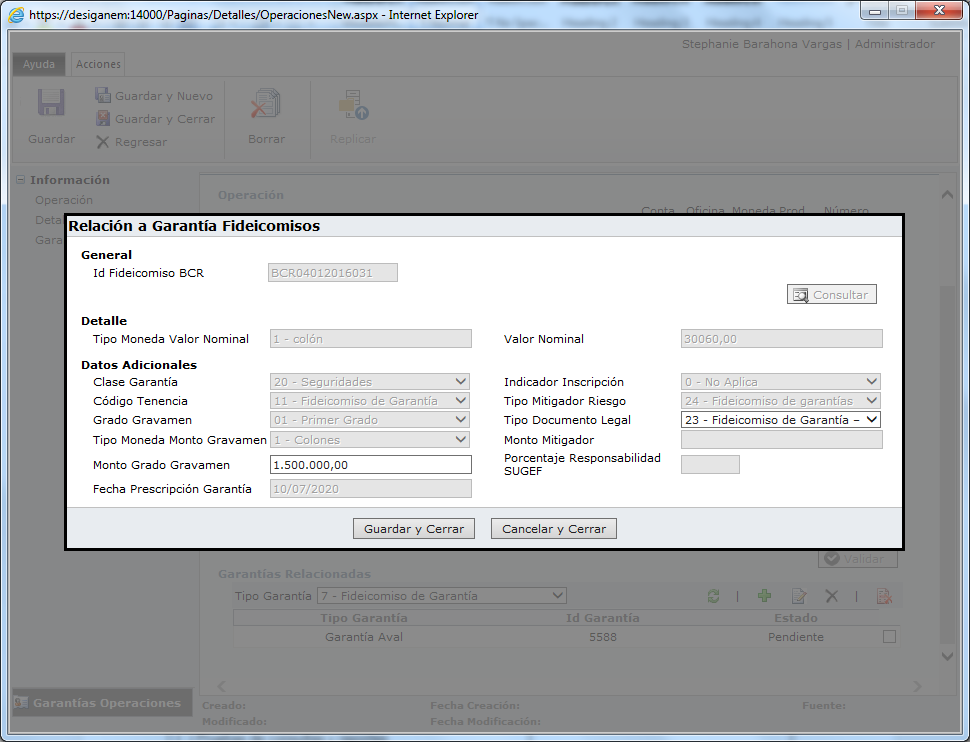 https://desiganem:14000/Paginas/Detalles/OperacionesNew.aspx - Internet Explorer
Stephanie Barahona Vargas | Administrador
Ayuda Acciones
Guardar
Guardar y Nuevo
Guardar y Cerrar
Regresar
Borrar
Replicar
Información
Operación
Deta
Gara
Operación
Conta Oficina Moneda Prod Número
Relación a Garantía Fideicomisos
General
Id Fideicomiso BCR BCR04012016031
Consultar
Detalle
Tipo Moneda Valor Nominal 1 - colón Valor Nominal 30060,00
Datos Adicionales
Clase Garantía 20 - Seguridades Indicador Inscripción 0 - No Aplica
Código Tenencia 11 - Fideicomiso de Garantía Tipo Mitigador Riesgo 24 - Fideicomiso de garantías
Grado Gravamen 01 - Primer Grado Tipo Documento Legal 23 - Fideicomiso de Garantía –
Tipo Moneda Monto Gravamen 1 - Colones Monto Mitigador
Monto Grado Gravamen 1.500.000,00 Porcentaje Responsabilidad
SUGEF
Fecha Prescripción Garantía 10/07/2020
Guardar y Cerrar Cancelar y Cerrar
Validar
Garantías Relacionadas
Tipo Garantía 7 - Fideicomiso de Garantía
Tipo Garantía Id Garantía Estado
Garantía Aval 5588 Pendiente
Garantías Operaciones
Creado: Fecha Creación: Fuente:
Modificado: Fecha Modificación: